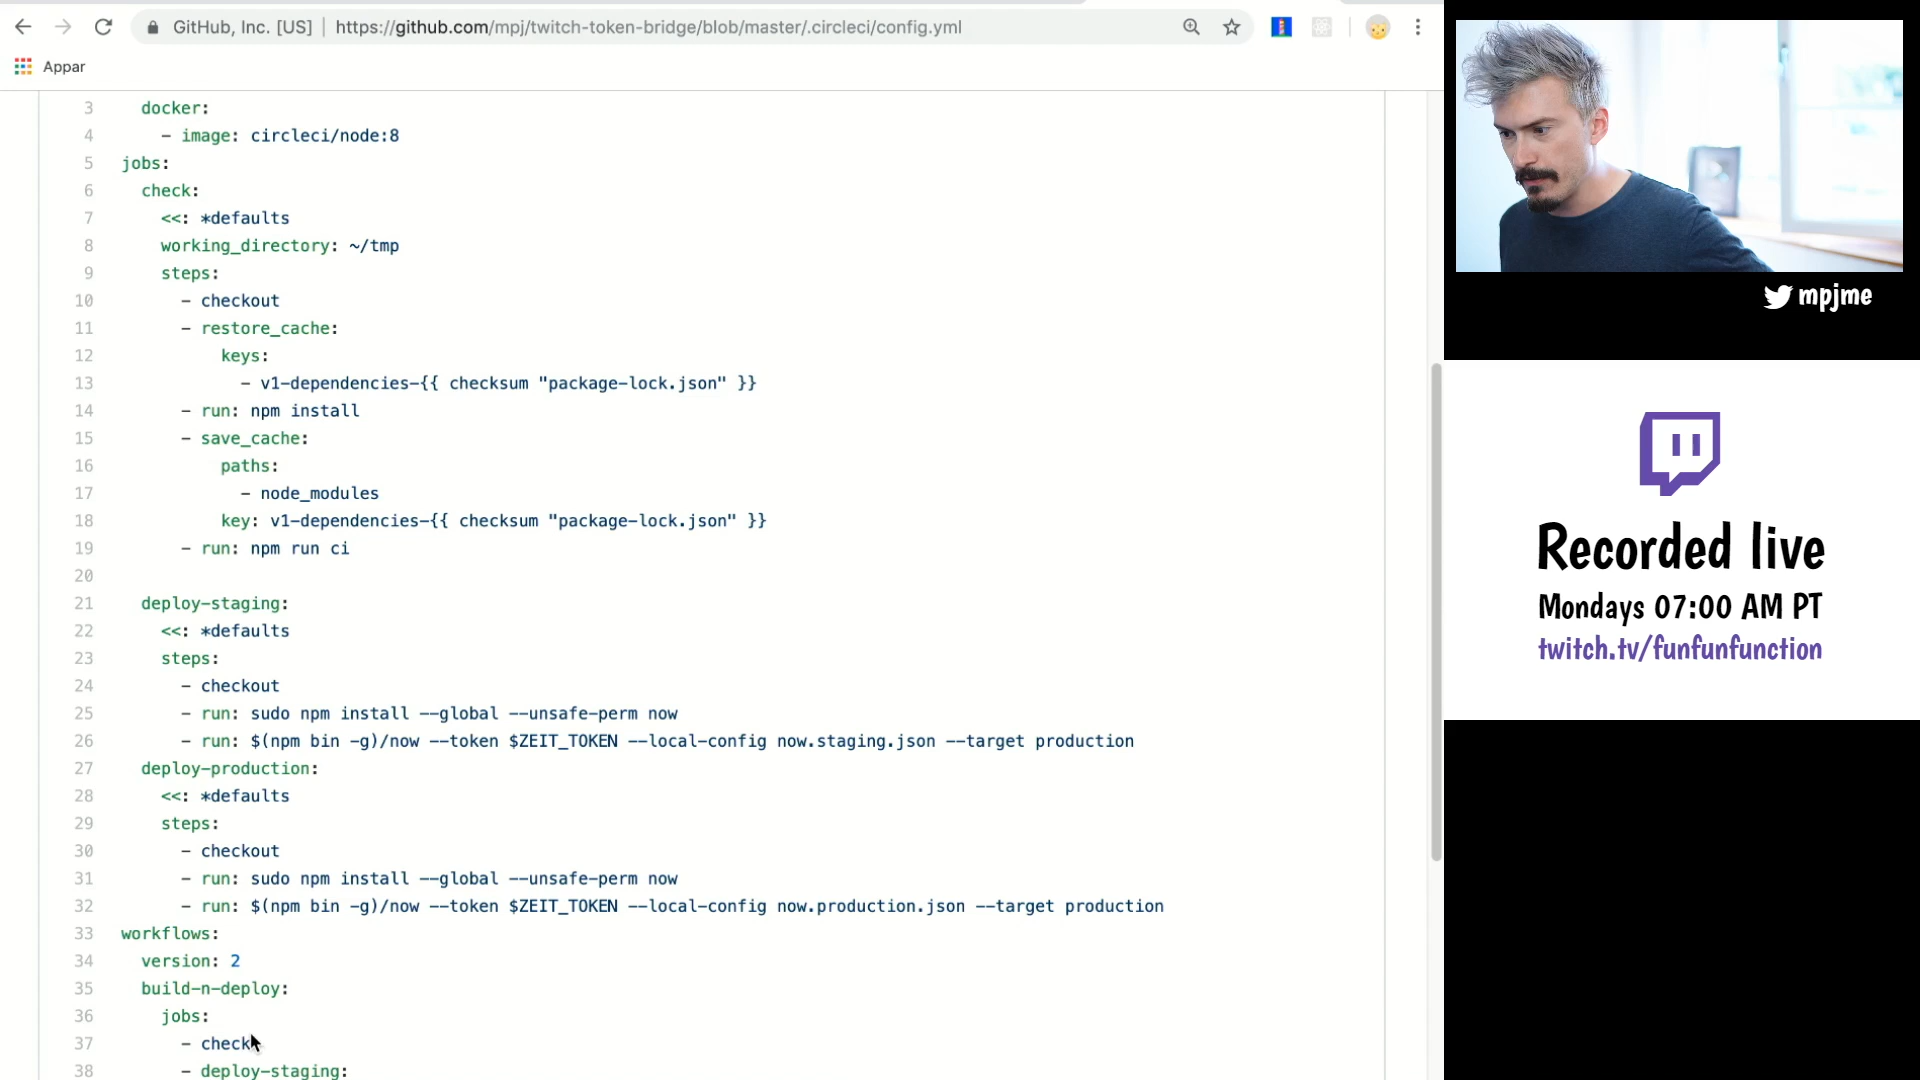 GitHub, Inc. [US] | https://github.com/mpj/twitch-token-bridge/blob/master/.circleci/config.yml
Appar
3 docker:
4 - image: circleci/node:8
5 jobs:
6 check:
7 <<: *defaults
8 working_directory: ~/tmp
9 steps:
10 - checkout
11 - restore_cache:
12 keys:
13 - v1-dependencies-{{ checksum "package-lock.json" }}
14 - run: npm install
15 - save_cache:
16 paths:
17 - node_modules
18 key: v1-dependencies-{{ checksum "package-lock.json" }}
19 - run: npm run ci
20
21 deploy-staging:
22 <<: *defaults
23 steps:
24 - checkout
25 - run: sudo npm install --global --unsafe-perm now
26 - run: $(npm bin -g)/now --token $ZEIT_TOKEN --local-config now.staging.json --target production
27 deploy-production:
28 <<: *defaults
29 steps:
30 - checkout
31 - run: sudo npm install --global --unsafe-perm now
32 - run: $(npm bin -g)/now --token $ZEIT_TOKEN --local-config now.production.json --target production
33 workflows:
34 version: 2
35 build-n-deploy:
36 jobs:
37 - check
38 - deploy-staging:
mpjme
Recorded live
Mondays 07:00 AM PT
twitch.tv/funfunfunction